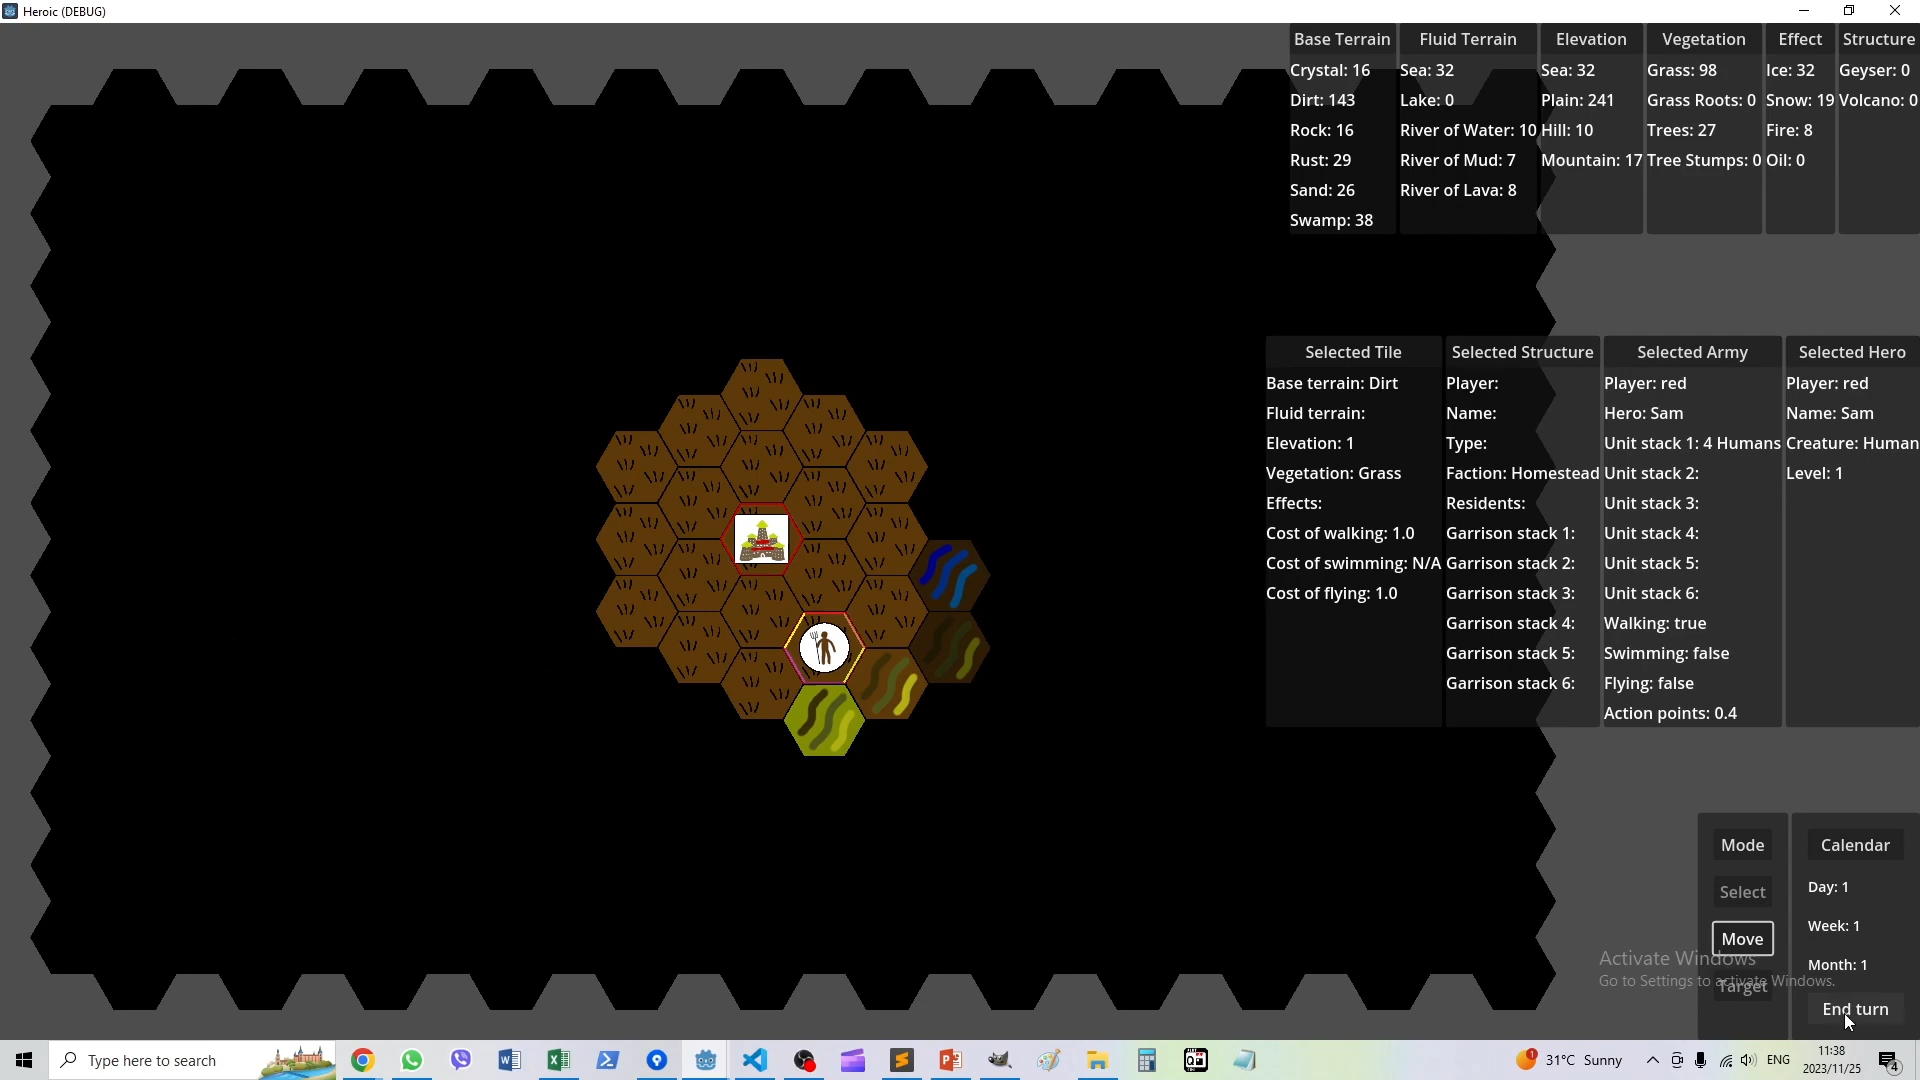 Heroic (DEBUG)
Base Terrain
Crystal: 16
Dirt: 143
Rock: 16
Rust: 29
Sand: 26
Swamp: 38
Fluid Terrain
Sea: 32
Lake: 0
River of Water: 10
River of Mud: 7
River of Lava: 8
Elevation
Sea: 32
Plain: 241
Hill: 10
Mountain: 17
Vegetation
Grass: 98
Grass Roots: 0
Trees: 27
Tree Stumps: 0
Effect
Ice: 32
Snow: 19
Fire: 8
Oil: 0
Structure
Geyser: 0
Volcano: 0
Selected Tile
Base terrain: Dirt
Fluid terrain:
Elevation: 1
Vegetation: Grass
Effects:
Cost of walking: 1.0
Cost of swimming: N/A
Cost of flying: 1.0
Selected Structure
Player:
Name:
Type:
Faction: Homestead
Residents:
Garrison stack 1:
Garrison stack 2:
Garrison stack 3:
Garrison stack 4:
Garrison stack 5:
Garrison stack 6:
Selected Army
Player: red
Hero: Sam
Unit stack 1: 4 Humans
Unit stack 2:
Unit stack 3:
Unit stack 4:
Unit stack 5:
Unit stack 6:
Walking: true
Swimming: false
Flying: false
Action points: 0.4
Selected Hero
Player: red
Name: Sam
Creature: Human
Level: 1
Mode
Select
Move
Target
Calendar
Day: 1
Week: 1
Month: 1
End turn
Activate Windows
Go to Settings to activate Windows.
Type here to search
31°C Sunny
ENG
11:38
2023/11/25
4